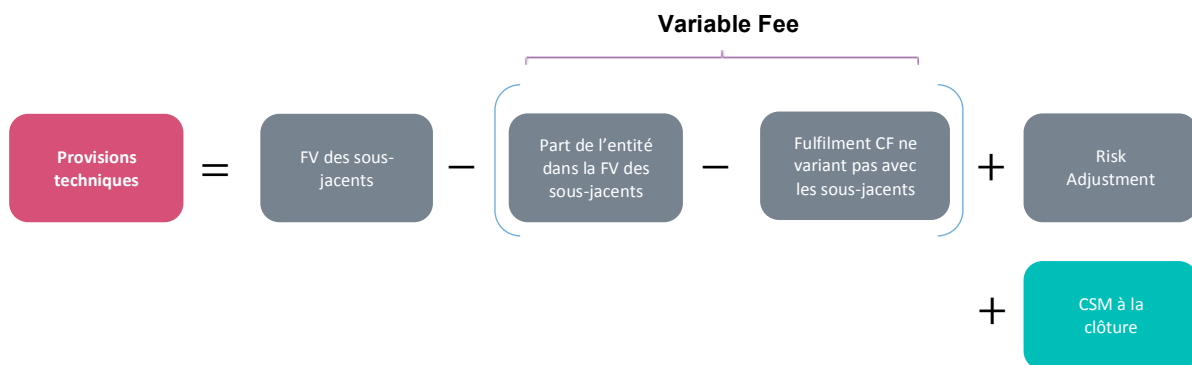 Variable Fee
Provisions
techniques
=
FV des sous-
jacents
−
Part de l’entité
dans la FV des
sous-jacents
−
Fulfilment CF ne
variant pas avec
les sous-jacents
+
Risk
Adjustment
+
CSM à la
clôture